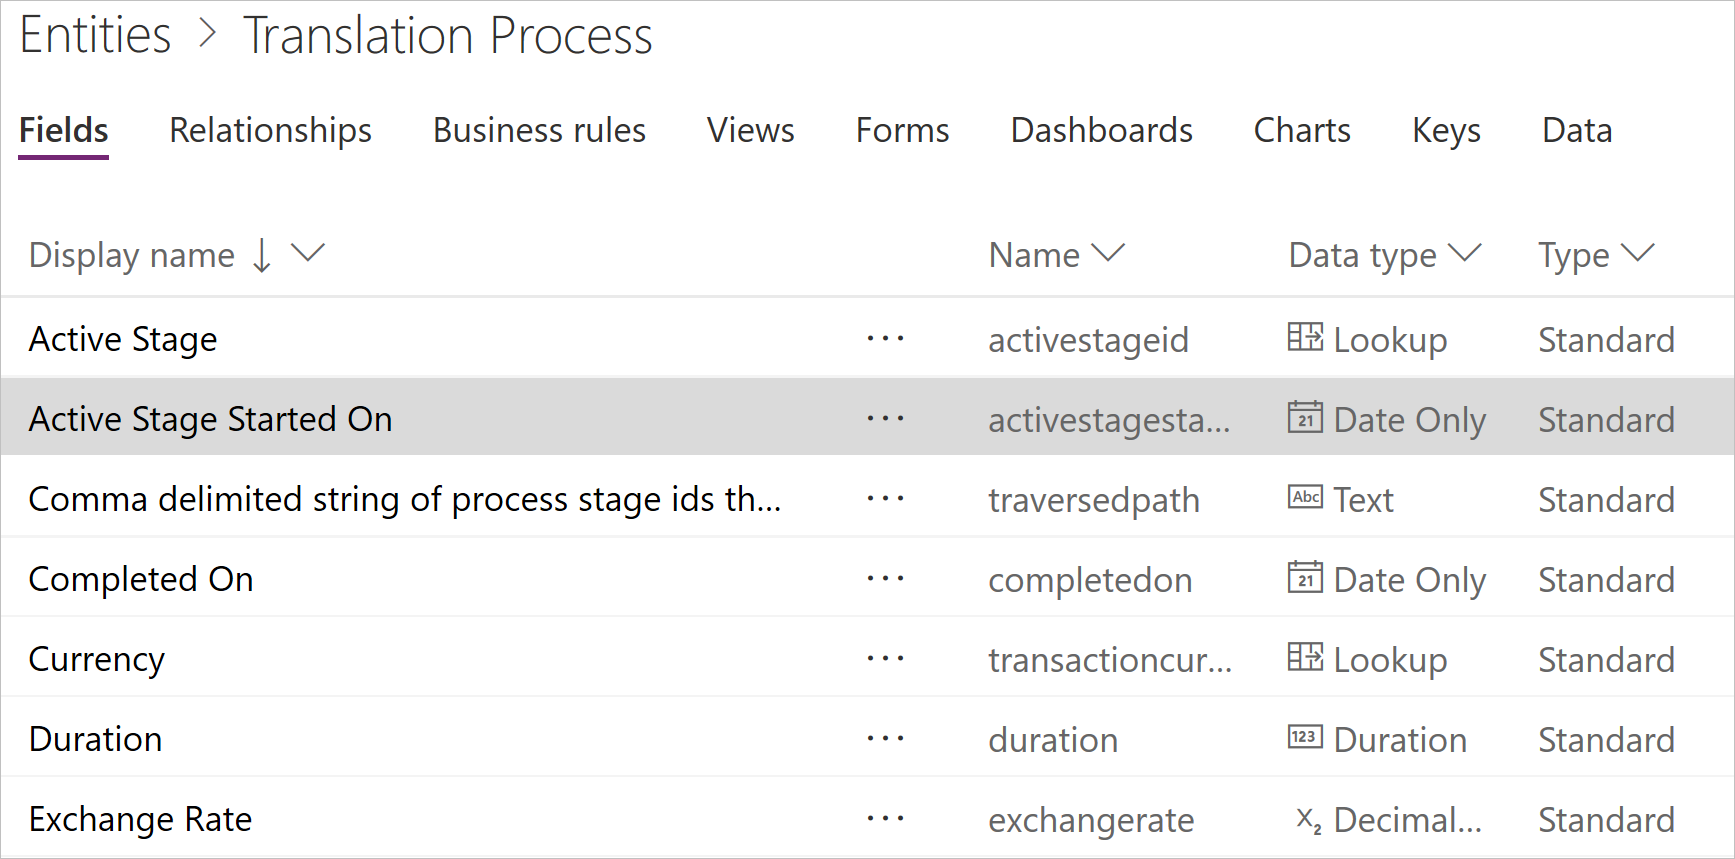 Entities > Translation Process
Fields Relationships Business rules Views Forms Dashboards Charts Keys Data
Display name ↓ Name Data type Type
Active Stage ··· activestageid Lookup Standard
Active Stage Started On ··· activestagesta... 21 Date Only Standard
Comma delimited string of process stage ids th... ··· traversedpath Abc Text Standard
Completed On ··· completedon 21 Date Only Standard
Currency ··· transactioncur... Lookup Standard
Duration ··· duration 123 Duration Standard
Exchange Rate ··· exchangerate X₂ Decimal... Standard